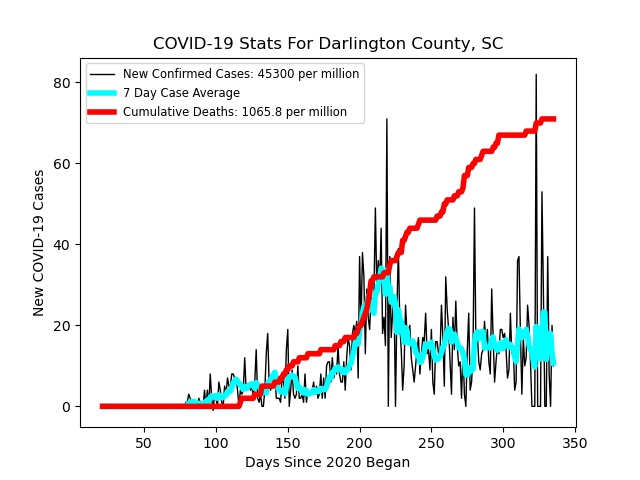 COVID-19 Stats For Darlington County, SC
New Confirmed Cases: 45300 per million
7 Day Case Average
Cumulative Deaths: 1065.8 per million
New COVID-19 Cases
80
60
40
20
0
50 100 150 200 250 300 350
Days Since 2020 Began